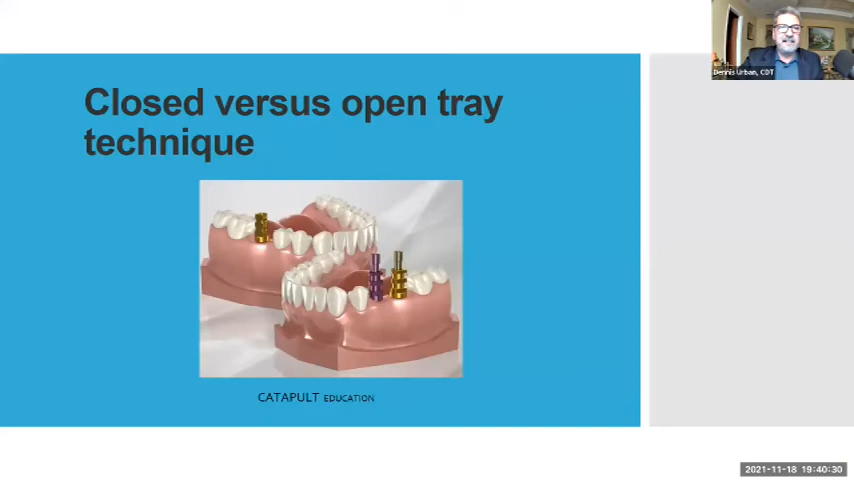 Dennis Urban, CDT
Closed versus open tray
technique
CATAPULT EDUCATION
2021-11-18 19:40:30